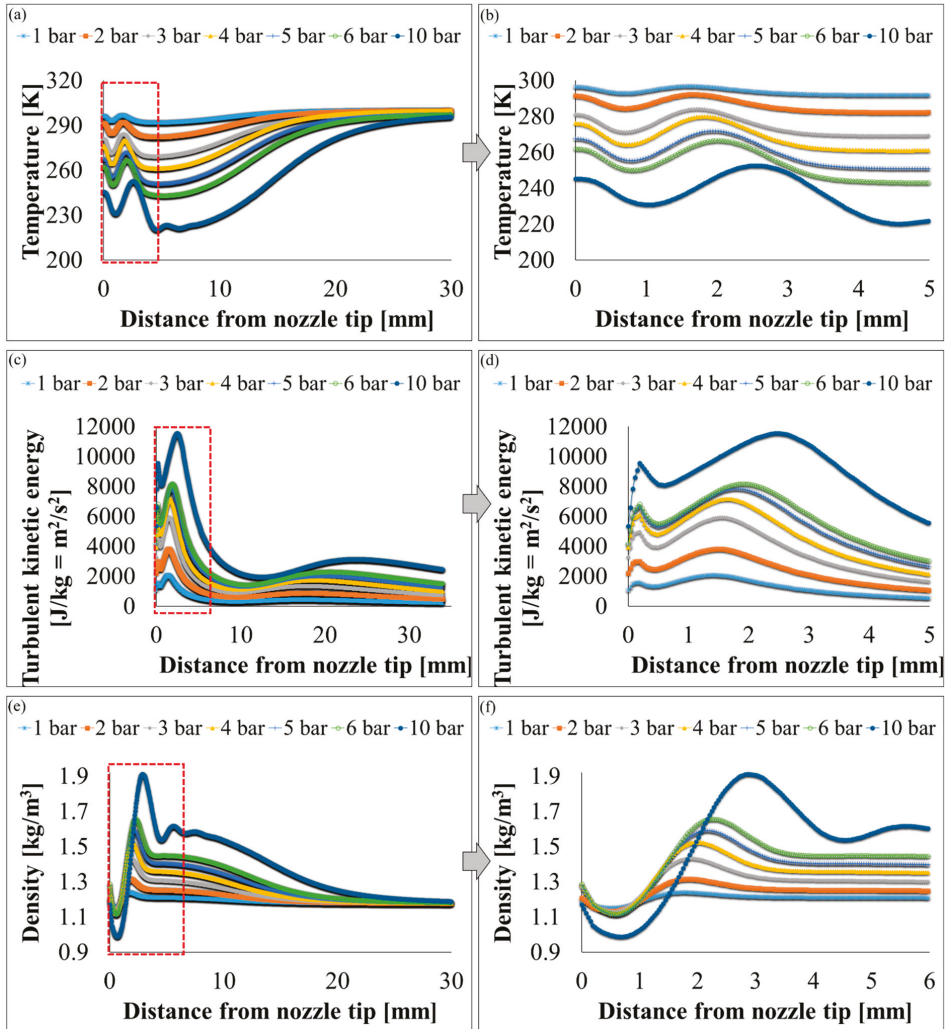 (a)
1 bar 2 bar 3 bar 4 bar 5 bar 6 bar 10 bar
Temperature [K]
320
290
260
230
200
0 10 20 30
Distance from nozzle tip [mm]
(b)
1 bar 2 bar 3 bar 4 bar 5 bar 6 bar 10 bar
Temperature [K]
300
280
260
240
220
200
0 1 2 3 4 5
Distance from nozzle tip [mm]
(c)
1 bar 2 bar 3 bar 4 bar 5 bar 6 bar 10 bar
Turbulent kinetic energy
[J/kg = m²/s²]
12000
10000
8000
6000
4000
2000
0
0 10 20 30
Distance from nozzle tip [mm]
(d)
1 bar 2 bar 3 bar 4 bar 5 bar 6 bar 10 bar
Turbulent kinetic energy
[J/kg = m²/s²]
12000
10000
8000
6000
4000
2000
0
0 1 2 3 4 5
Distance from nozzle tip [mm]
(e)
1 bar 2 bar 3 bar 4 bar 5 bar 6 bar 10 bar
Density [kg/m³]
1.9
1.7
1.5
1.3
1.1
0.9
0 10 20 30
Distance from nozzle tip [mm]
(f)
1 bar 2 bar 3 bar 4 bar 5 bar 6 bar 10 bar
Density [kg/m³]
1.9
1.7
1.5
1.3
1.1
0.9
0 1 2 3 4 5 6
Distance from nozzle tip [mm]